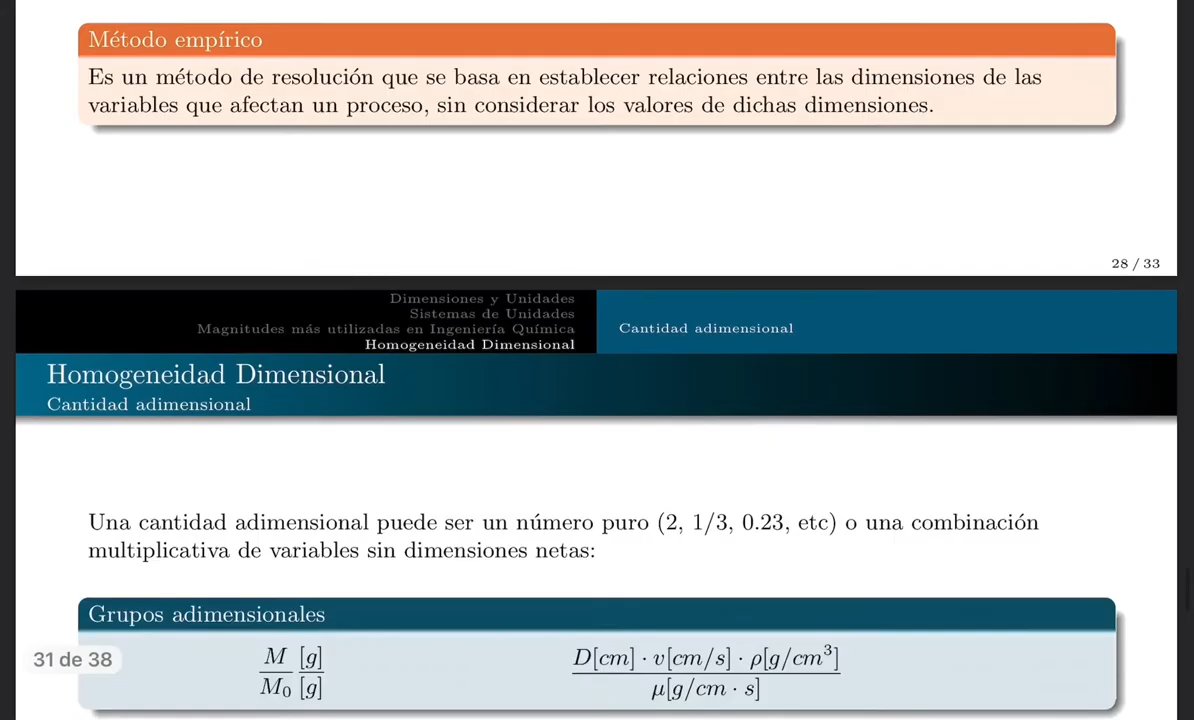 Método empírico
Es un método de resolución que se basa en establecer relaciones entre las dimensiones de las
variables que afectan un proceso, sin considerar los valores de dichas dimensiones.
28 / 33
Dimensiones y Unidades
Sistemas de Unidades
Magnitudes más utilizadas en Ingeniería Química
Homogeneidad Dimensional
Cantidad adimensional
Homogeneidad Dimensional
Cantidad adimensional
Una cantidad adimensional puede ser un número puro (2, 1/3, 0.23, etc) o una combinación
multiplicativa de variables sin dimensiones netas:
Grupos adimensionales
31 de 38
M [g]
M₀ [g]
D[cm] · v[cm/s] · ρ[g/cm³]
μ[g/cm · s]